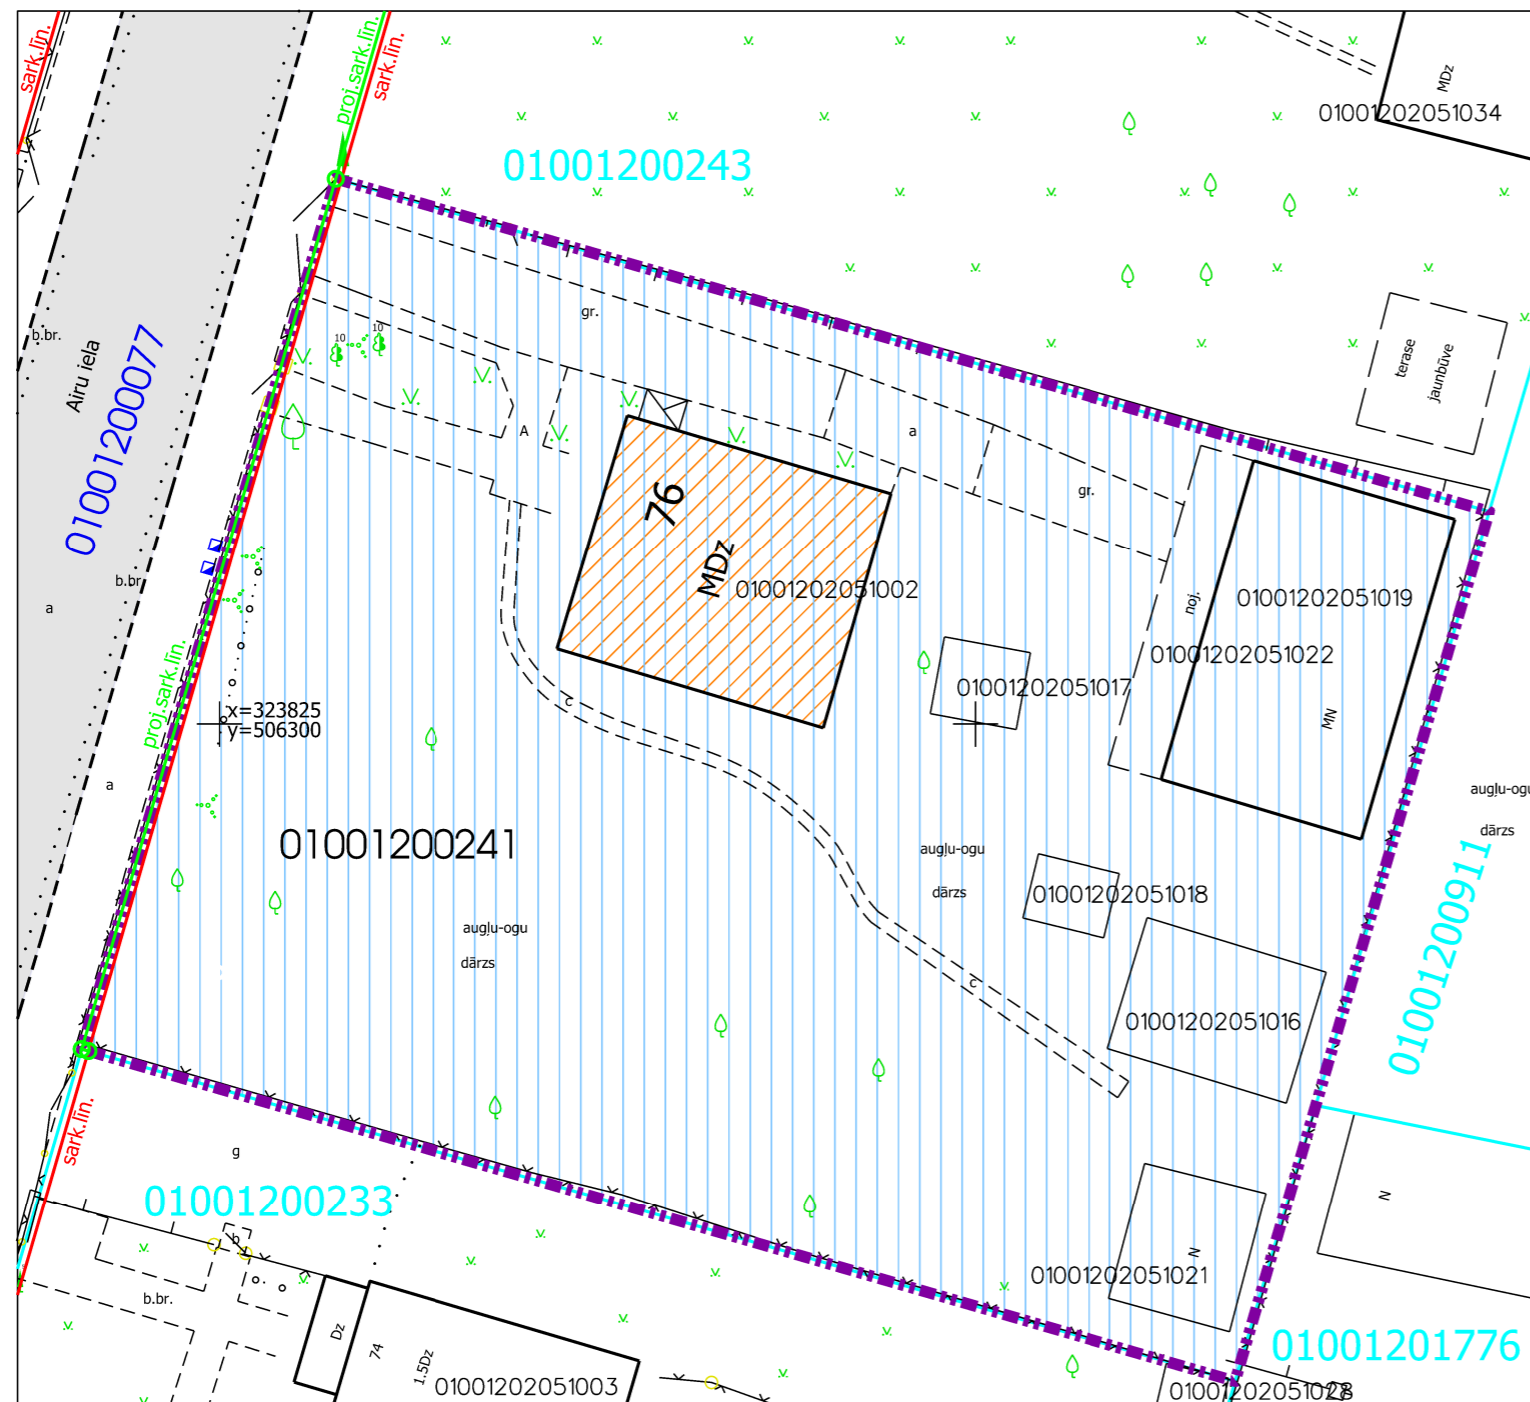 sark.līn.
proj.sark.līn.
sark.līn.
MDz
01001202051034
01001200243
b.br.
Airu iela
01001200077
gr.
10
10
terase
jaunbūve
A
a
gr.
76
MDz
01001202051002
noj.
01001202051019
01001202051022
b.br
a
01001202051017
MN
proj.sark.līn.
x=323825
y=506300
c
a
augļu-ogu
dārzs
01001200241
augļu-ogu
dārzs
01001202051018
01001200911
augļu-ogu
dārzs
c
01001202051016
sark.līn.
g
01001200233
N
b
N
01001202051021
b.br.
Dz
74
1.5Dz
01001202051003
01001201776